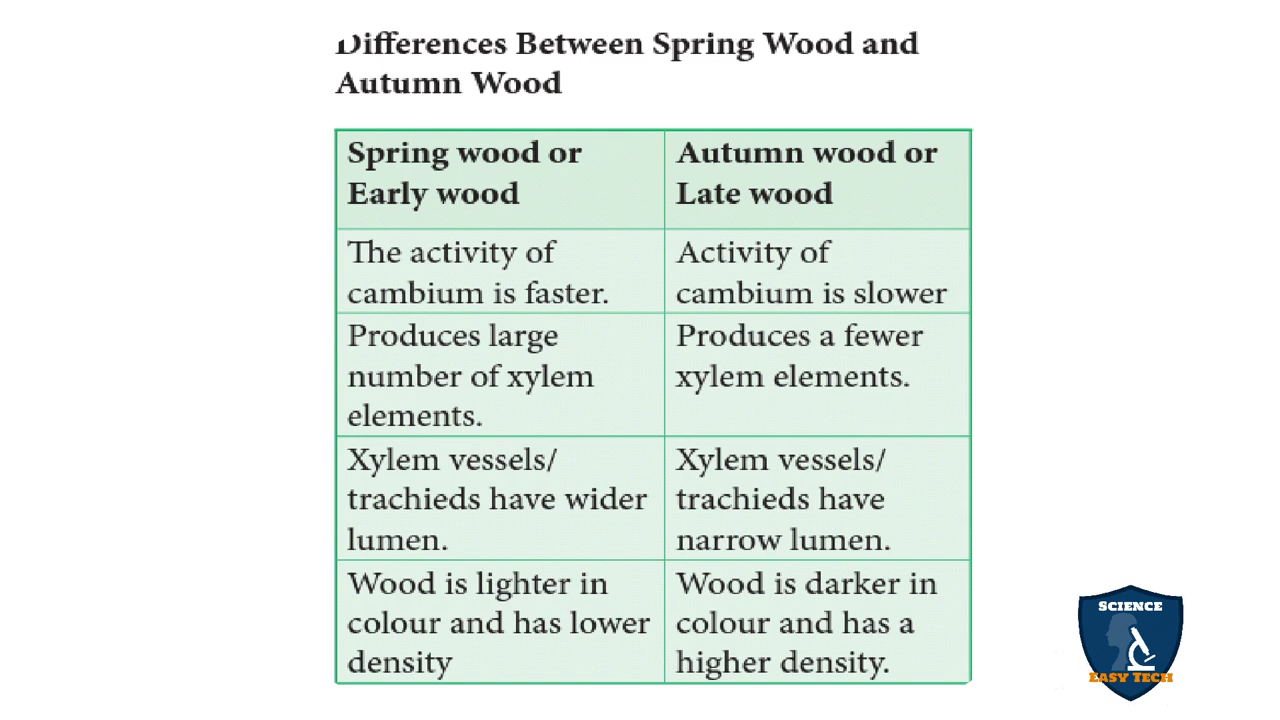 Differences Between Spring Wood and
Autumn Wood
Spring wood or
Early wood
Autumn wood or
Late wood
The activity of
cambium is faster.
Activity of
cambium is slower
Produces large
number of xylem
elements.
Produces a fewer
xylem elements.
Xylem vessels/
trachieds have wider
lumen.
Xylem vessels/
trachieds have
narrow lumen.
Wood is lighter in
colour and has lower
density
Wood is darker in
colour and has a
higher density.
SCIENCE
EASY TECH